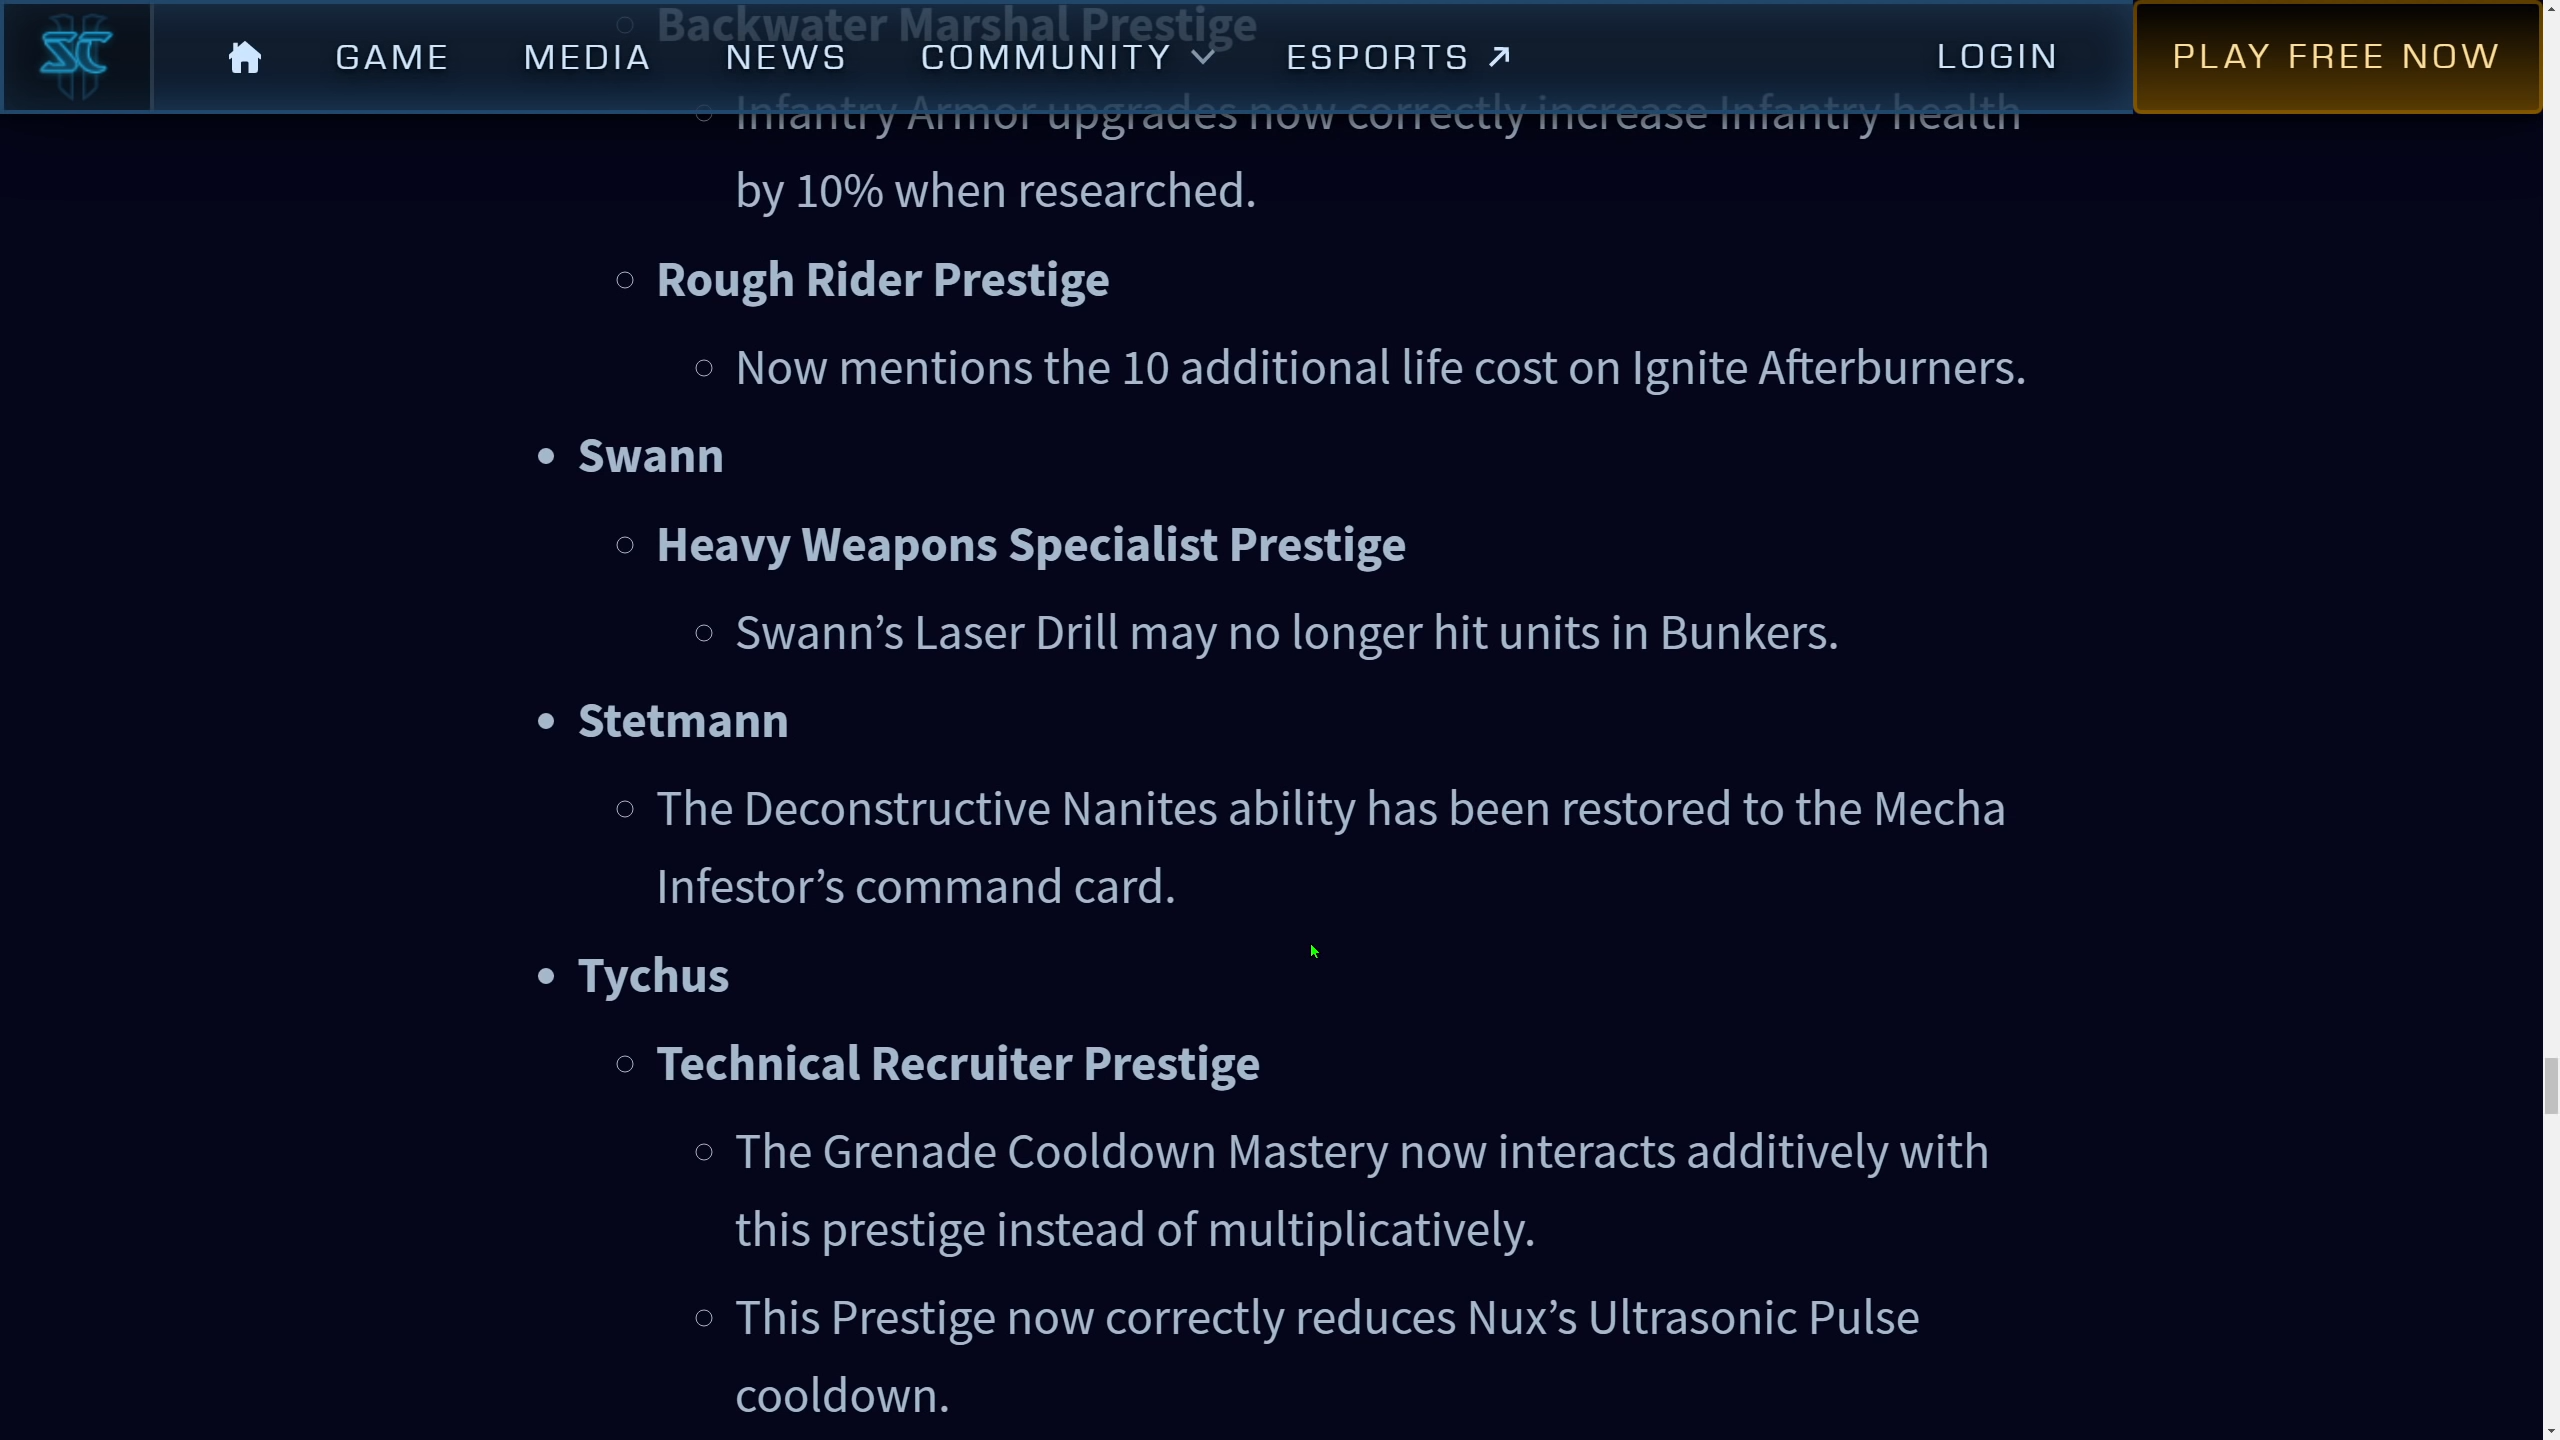 Backwater Marshal Prestige
SC GAME MEDIA NEWS COMMUNITY ESPORTS LOGIN PLAY FREE NOW
Infantry Armor upgrades now correctly increase Infantry health
by 10% when researched.
Rough Rider Prestige
Now mentions the 10 additional life cost on Ignite Afterburners.
Swann
Heavy Weapons Specialist Prestige
Swann’s Laser Drill may no longer hit units in Bunkers.
Stetmann
The Deconstructive Nanites ability has been restored to the Mecha
Infestor’s command card.
Tychus
Technical Recruiter Prestige
The Grenade Cooldown Mastery now interacts additively with
this prestige instead of multiplicatively.
This Prestige now correctly reduces Nux’s Ultrasonic Pulse
cooldown.